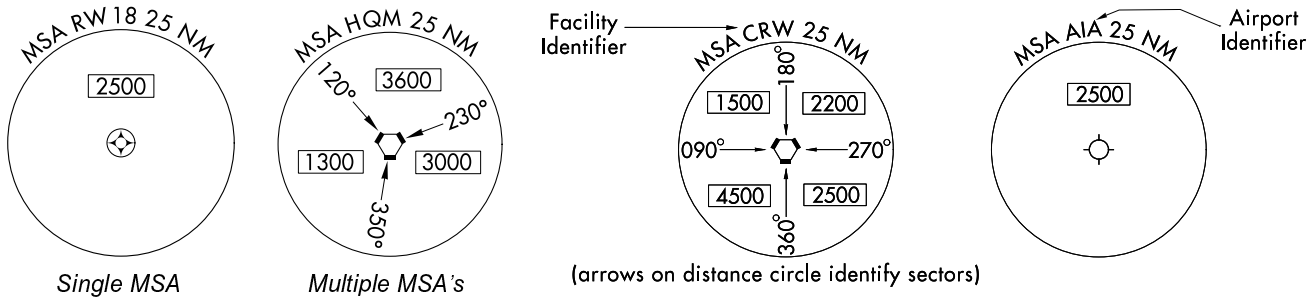 MSA RW 18 25 NM
2500
Single MSA
MSA HQM 25 NM
120°
3600
230°
1300
3000
350°
Multiple MSA's
Facility
Identifier
MSA CRW 25 NM
180°
1500
2200
090°
270°
4500
2500
360°
(arrows on distance circle identify sectors)
MSA AIA 25 NM
2500
Airport
Identifier